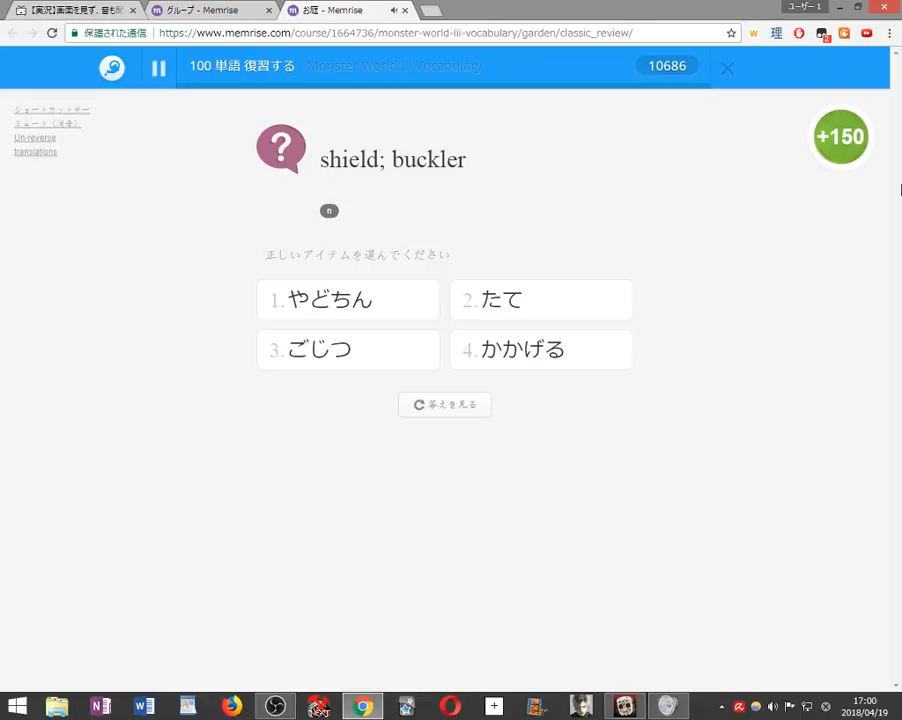 【実況】画面を見ず、音も
グループ - Memrise
お庭 - Memrise
ユーザー 1
保護された通信
https://www.memrise.com/course/1664736/monster-world-iii-vocabulary/garden/classic_review/
100 単語 復習する
Monster World III Vocabulary
10686
ショートカットキー
ミュート (消音)
Un-reverse
translations
+150
?
shield; buckler
n
正しいアイテムを選んでください
1. やどちん
2. たて
3. ごじつ
4. かかげる
答えを見る
17:00
2018/04/19